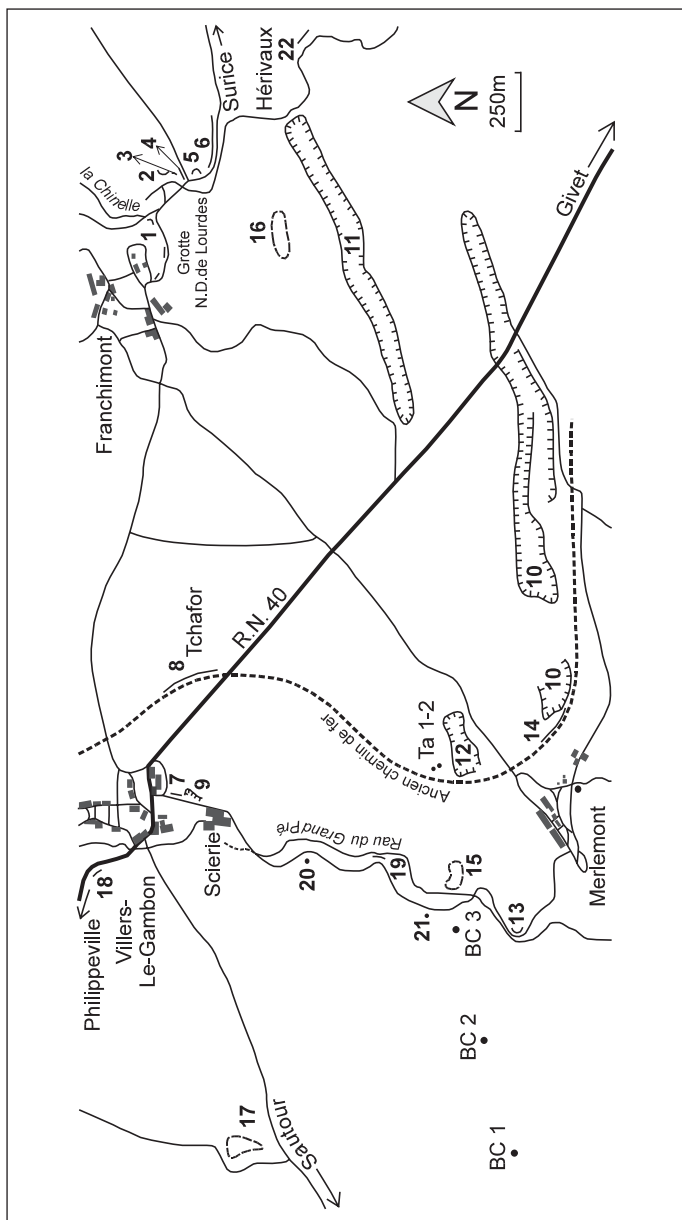 Philippeville
18
Villers-
Le-Gambon
7
9
Scierie
8
Tchafor
Franchimont
la Chinelle
1
2
3
4
5
6
Grotte
N.D.de Lourdes
Surice
Hérivaux
22
N
250m
16
11
R.N. 40
Givet
17
Sautour
20
Rau du Grand Pré
19
21
15
Ancien chemin de fer
Ta 1-2
12
10
10
14
BC 1
BC 2
BC 3
13
Merlemont